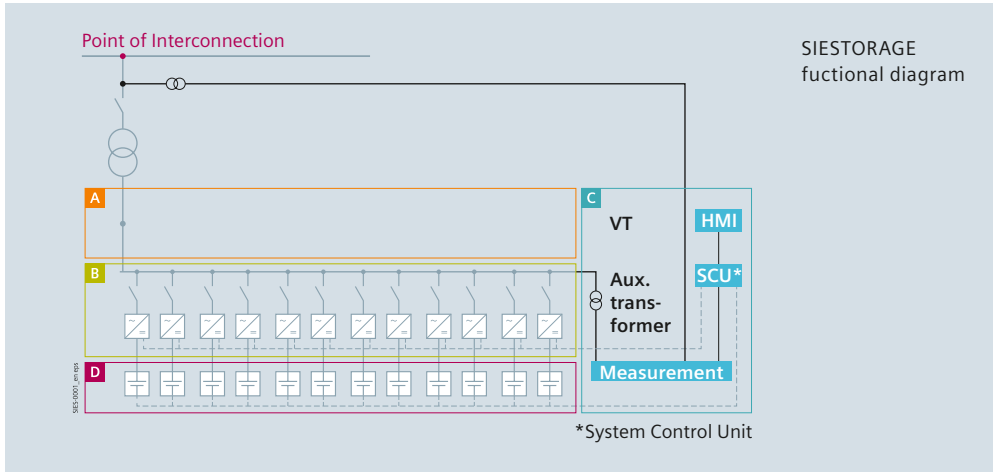 Point of Interconnection
SIESTORAGE
fuctional diagram
A
C
VT
HMI
B
SCU*
Aux.
trans-
former
D
Measurement
SIES-0001_en eps
*System Control Unit